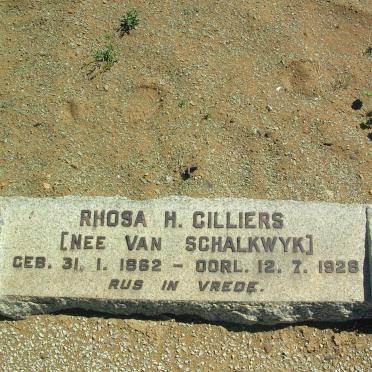 RHOSA H. CILLIERS
[NEE VAN SCHALKWYK]
GEB. 31. 1. 1862 - OORL. 12. 7. 1928
RUS IN VREDE.